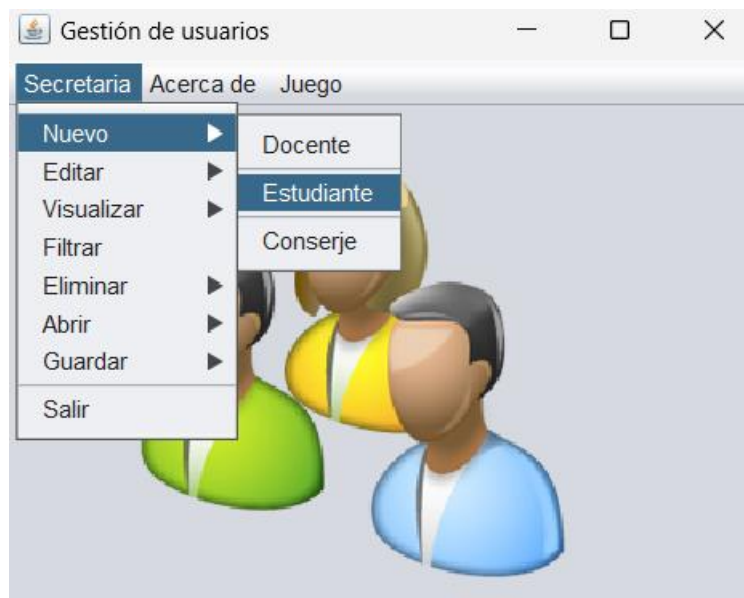 Gestión de usuarios
Secretaria Acerca de Juego
Nuevo
Docente
Editar
Estudiante
Visualizar
Filtrar
Conserje
Eliminar
Abrir
Guardar
Salir